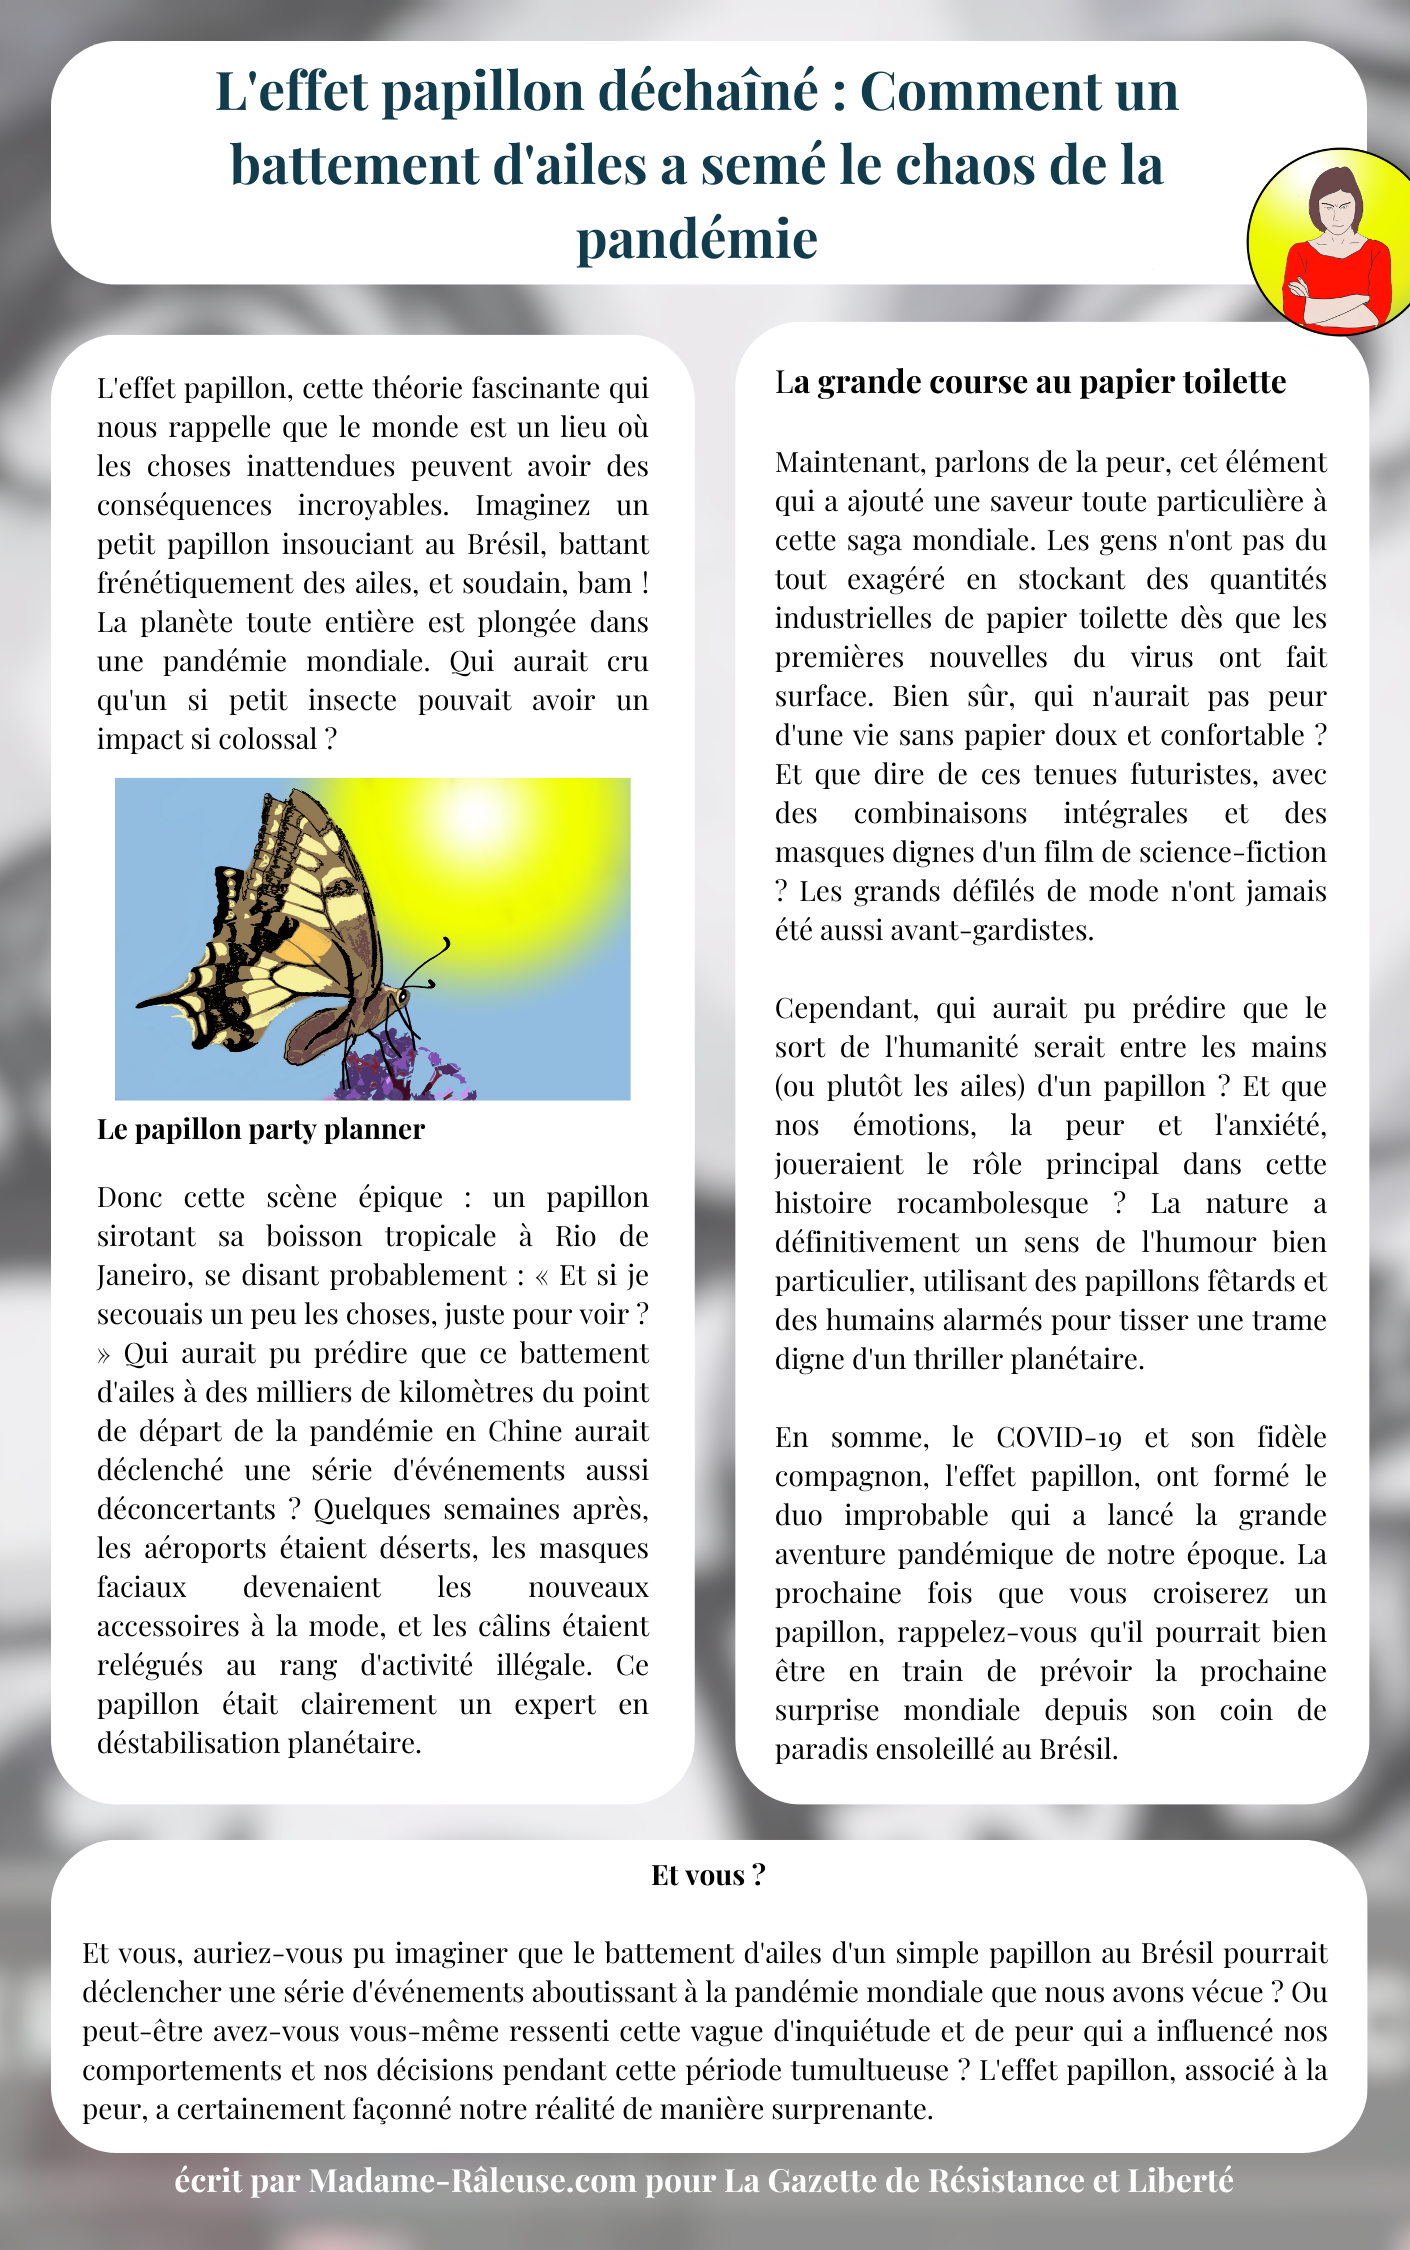 L'effet papillon déchaîné : Comment un
battement d'ailes a semé le chaos de la
pandémie
L'effet papillon, cette théorie fascinante qui
nous rappelle que le monde est un lieu où
les choses inattendues peuvent avoir des
conséquences incroyables. Imaginez un
petit papillon insouciant au Brésil, battant
frénétiquement des ailes, et soudain, bam !
La planète toute entière est plongée dans
une pandémie mondiale. Qui aurait cru
qu'un si petit insecte pouvait avoir un
impact si colossal ?
Le papillon party planner
Donc cette scène épique : un papillon
sirotant sa boisson tropicale à Rio de
Janeiro, se disant probablement : « Et si je
secouais un peu les choses, juste pour voir ?
» Qui aurait pu prédire que ce battement
d'ailes à des milliers de kilomètres du point
de départ de la pandémie en Chine aurait
déclenché une série d'événements aussi
déconcertants ? Quelques semaines après,
les aéroports étaient déserts, les masques
faciaux devenaient les nouveaux
accessoires à la mode, et les câlins étaient
relégués au rang d'activité illégale. Ce
papillon était clairement un expert en
déstabilisation planétaire.
La grande course au papier toilette
Maintenant, parlons de la peur, cet élément
qui a ajouté une saveur toute particulière à
cette saga mondiale. Les gens n'ont pas du
tout exagéré en stockant des quantités
industrielles de papier toilette dès que les
premières nouvelles du virus ont fait
surface. Bien sûr, qui n'aurait pas peur
d'une vie sans papier doux et confortable ?
Et que dire de ces tenues futuristes, avec
des combinaisons intégrales et des
masques dignes d'un film de science-fiction
? Les grands défilés de mode n'ont jamais
été aussi avant-gardistes.
Cependant, qui aurait pu prédire que le
sort de l'humanité serait entre les mains
(ou plutôt les ailes) d'un papillon ? Et que
nos émotions, la peur et l'anxiété,
joueraient le rôle principal dans cette
histoire rocambolesque ? La nature a
définitivement un sens de l'humour bien
particulier, utilisant des papillons fêtards et
des humains alarmés pour tisser une trame
digne d'un thriller planétaire.
En somme, le COVID-19 et son fidèle
compagnon, l'effet papillon, ont formé le
duo improbable qui a lancé la grande
aventure pandémique de notre époque. La
prochaine fois que vous croiserez un
papillon, rappelez-vous qu'il pourrait bien
être en train de prévoir la prochaine
surprise mondiale depuis son coin de
paradis ensoleillé au Brésil.
Et vous ?
Et vous, auriez-vous pu imaginer que le battement d'ailes d'un simple papillon au Brésil pourrait
déclencher une série d'événements aboutissant à la pandémie mondiale que nous avons vécue ? Ou
peut-être avez-vous vous-même ressenti cette vague d'inquiétude et de peur qui a influencé nos
comportements et nos décisions pendant cette période tumultueuse ? L'effet papillon, associé à la
peur, a certainement façonné notre réalité de manière surprenante.
écrit par Madame-Râleuse.com pour La Gazette de Résistance et Liberté